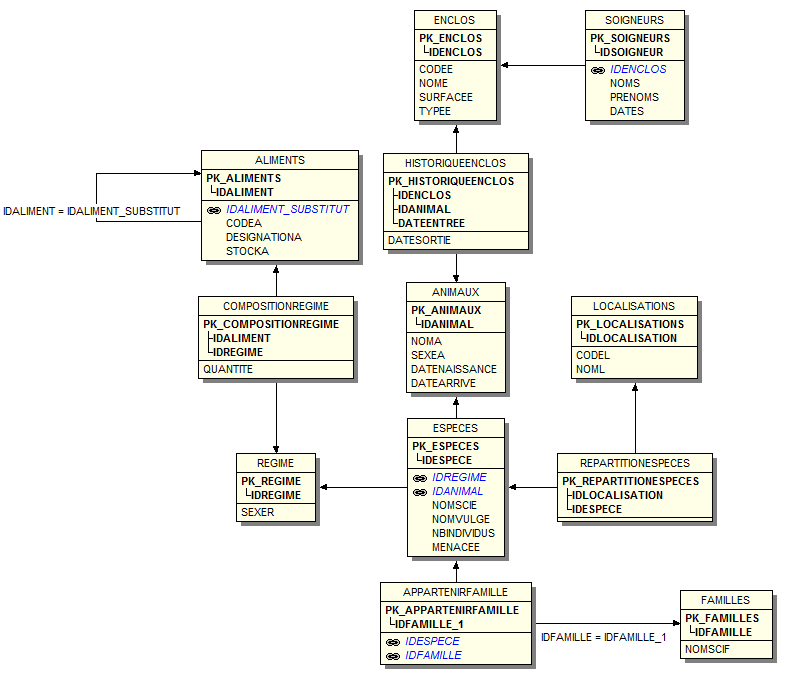 ENCLOS
PK_ENCLOS
IDENCLOS
CODEE
NOME
SURFACEE
TYPEE
SOIGNEURS
PK_SOIGNEURS
IDSOIGNEUR
IDENCLOS
NOMS
PRENOMS
DATES
ALIMENTS
PK_ALIMENTS
IDALIMENT
IDALIMENT_SUBSTITUT
CODEA
DESIGNATIONA
STOCKA
IDALIMENT = IDALIMENT_SUBSTITUT
HISTORIQUEENCLOS
PK_HISTORIQUEENCLOS
IDENCLOS
IDANIMAL
DATEENTREE
DATESORTIE
COMPOSITIONREGIME
PK_COMPOSITIONREGIME
IDALIMENT
IDREGIME
QUANTITE
ANIMAUX
PK_ANIMAUX
IDANIMAL
NOMA
SEXEA
DATENAISSANCE
DATEARRIVE
LOCALISATIONS
PK_LOCALISATIONS
IDLOCALISATION
CODEL
NOML
REGIME
PK_REGIME
IDREGIME
SEXER
ESPECES
PK_ESPECES
IDESPECE
IDREGIME
IDANIMAL
NOMSCIE
NOMVULGE
NBINDIVIDUS
MENACEE
REPARTITIONESPECES
PK_REPARTITIONESPECES
IDLOCALISATION
IDESPECE
APPARTENIRFAMILLE
PK_APPARTENIRFAMILLE
IDFAMILLE_1
IDESPECE
IDFAMILLE
IDFAMILLE = IDFAMILLE_1
FAMILLES
PK_FAMILLES
IDFAMILLE
NOMSCIF